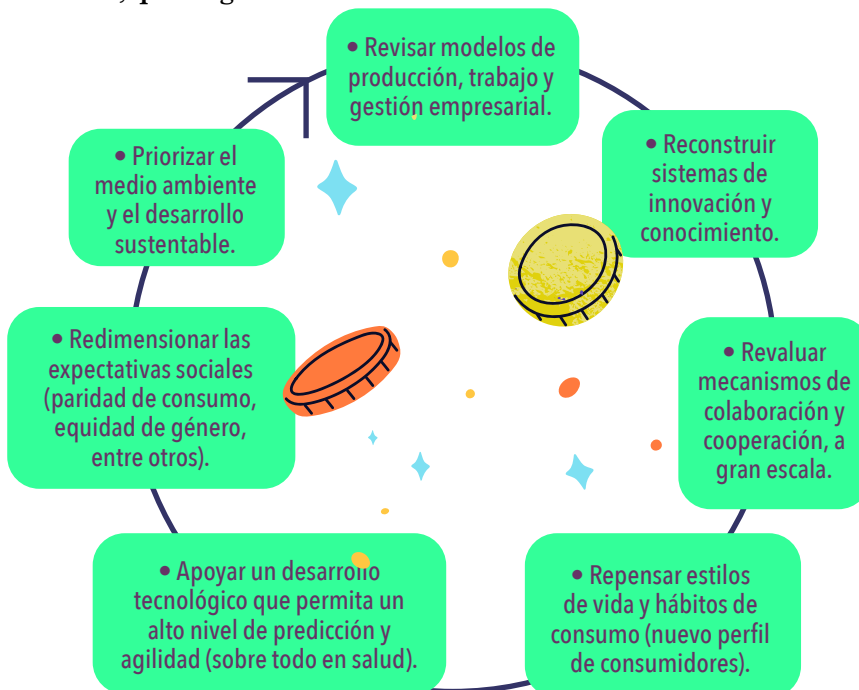 • Revisar modelos de
producción, trabajo y
gestión empresarial.
• Reconstruir
sistemas de
innovación y
conocimiento.
• Revaluar
mecanismos de
colaboración y
cooperación, a
gran escala.
• Repensar estilos
de vida y hábitos de
consumo (nuevo perfil
de consumidores).
• Apoyar un desarrollo
tecnológico que permita un
alto nivel de predicción y
agilidad (sobre todo en salud).
• Redimensionar las
expectativas sociales
(paridad de consumo,
equidad de género,
entre otros).
• Priorizar el
medio ambiente
y el desarrollo
sustentable.